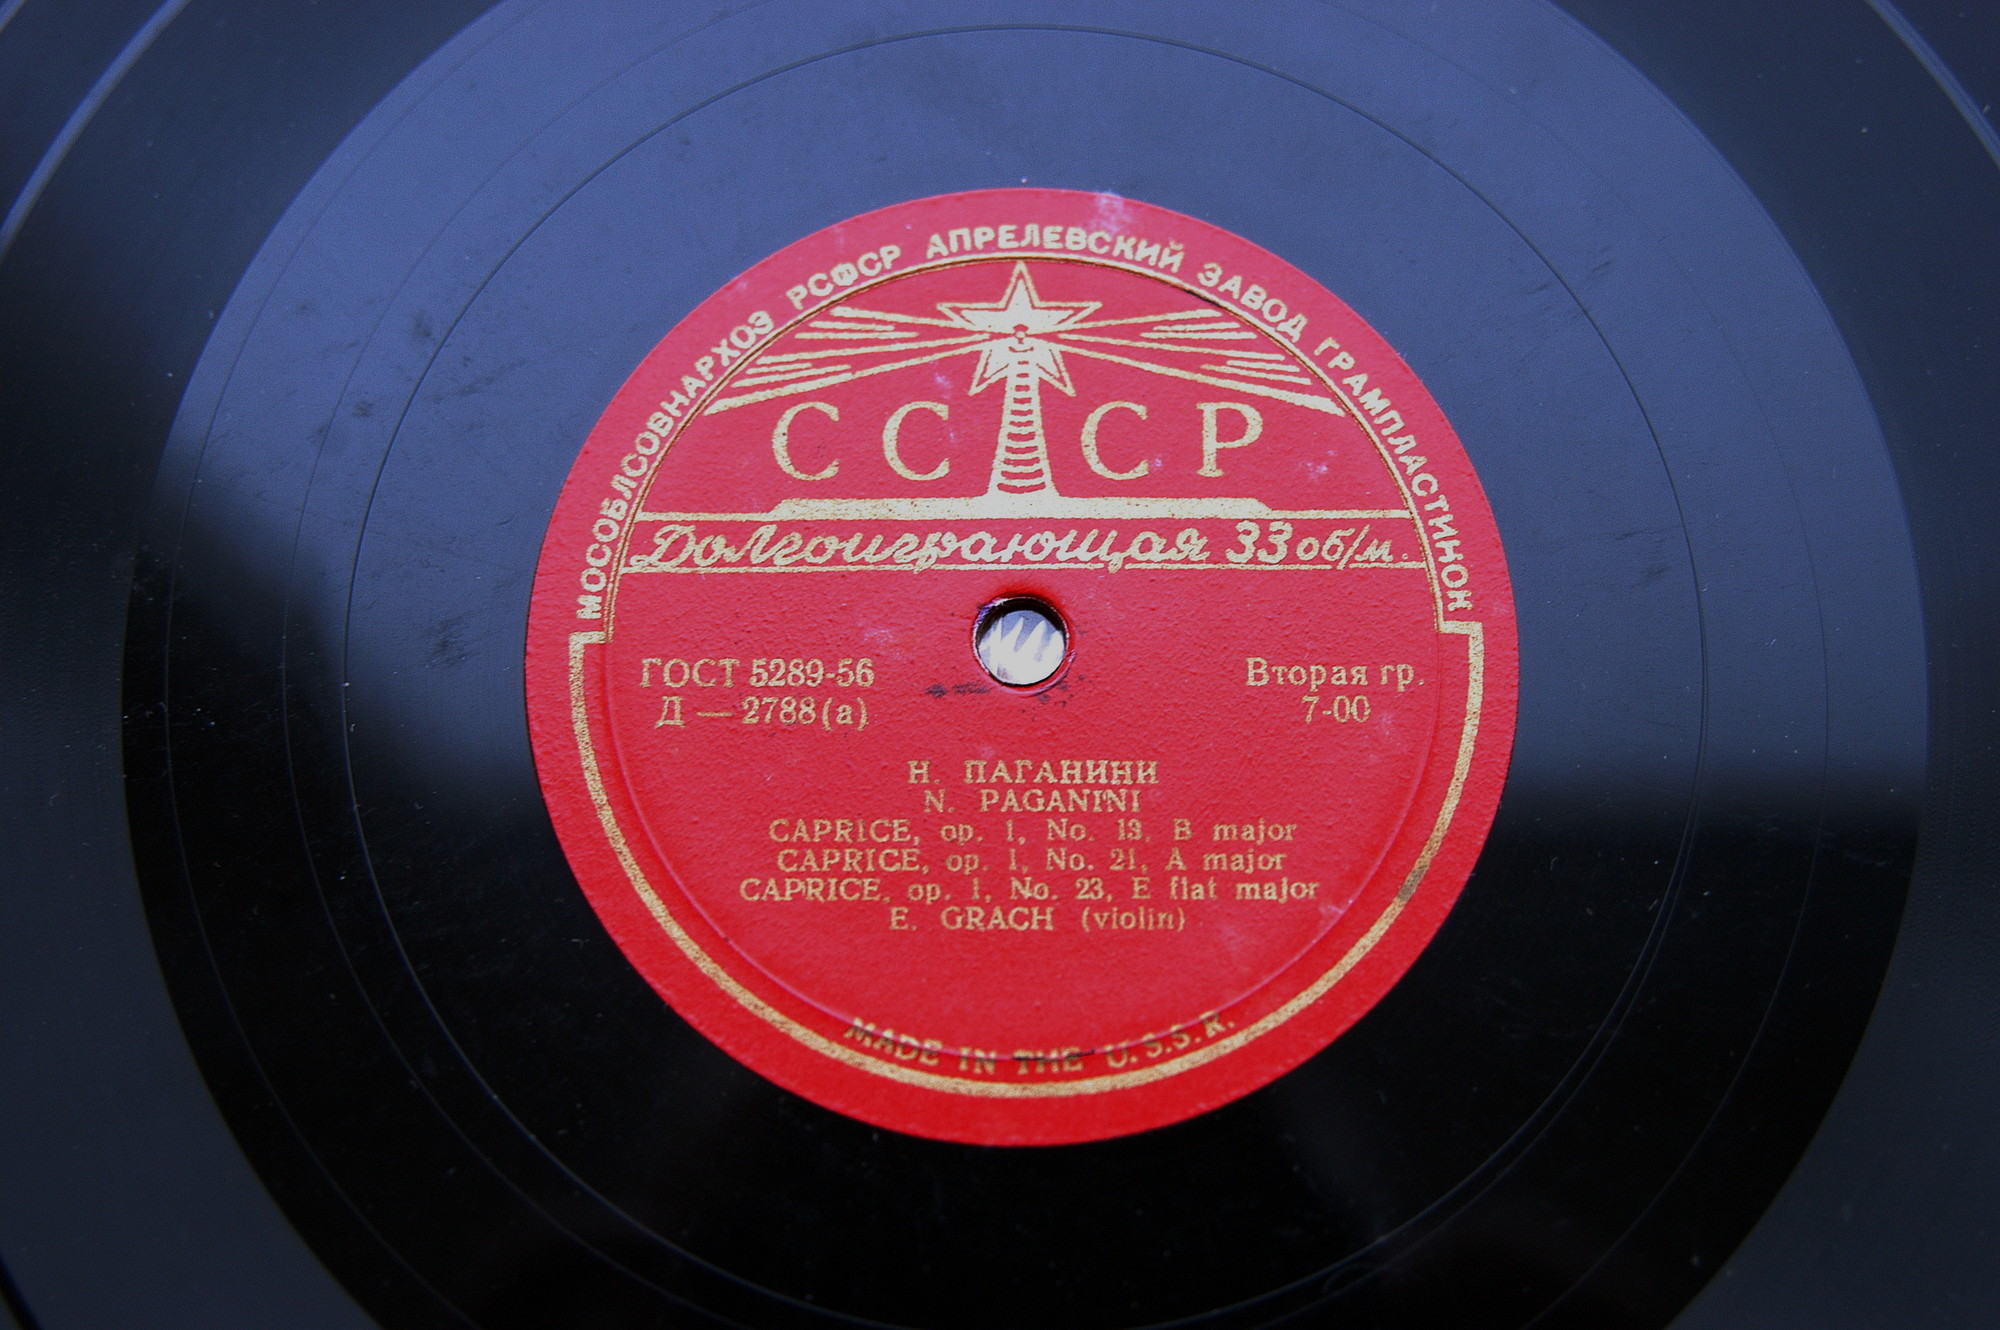 МОСОБЛСОВНАРХОЗ РСФСР АПРЕЛЕВСКИЙ ЗАВОД ГРАМПЛАСТИНОК
СССР
Долгоиграющая 33 об/м.
ГОСТ 5289-56
Д — 2788(а)
Вторая гр.
7-00
Н. ПАГАНИНИ
N. PAGANINI
CAPRICE, op. 1, No. 13, B major
CAPRICE, op. 1, No. 21, A major
CAPRICE, op. 1, No. 23, E flat major
E. GRACH (violin)
MADE IN THE U.S.S.R.